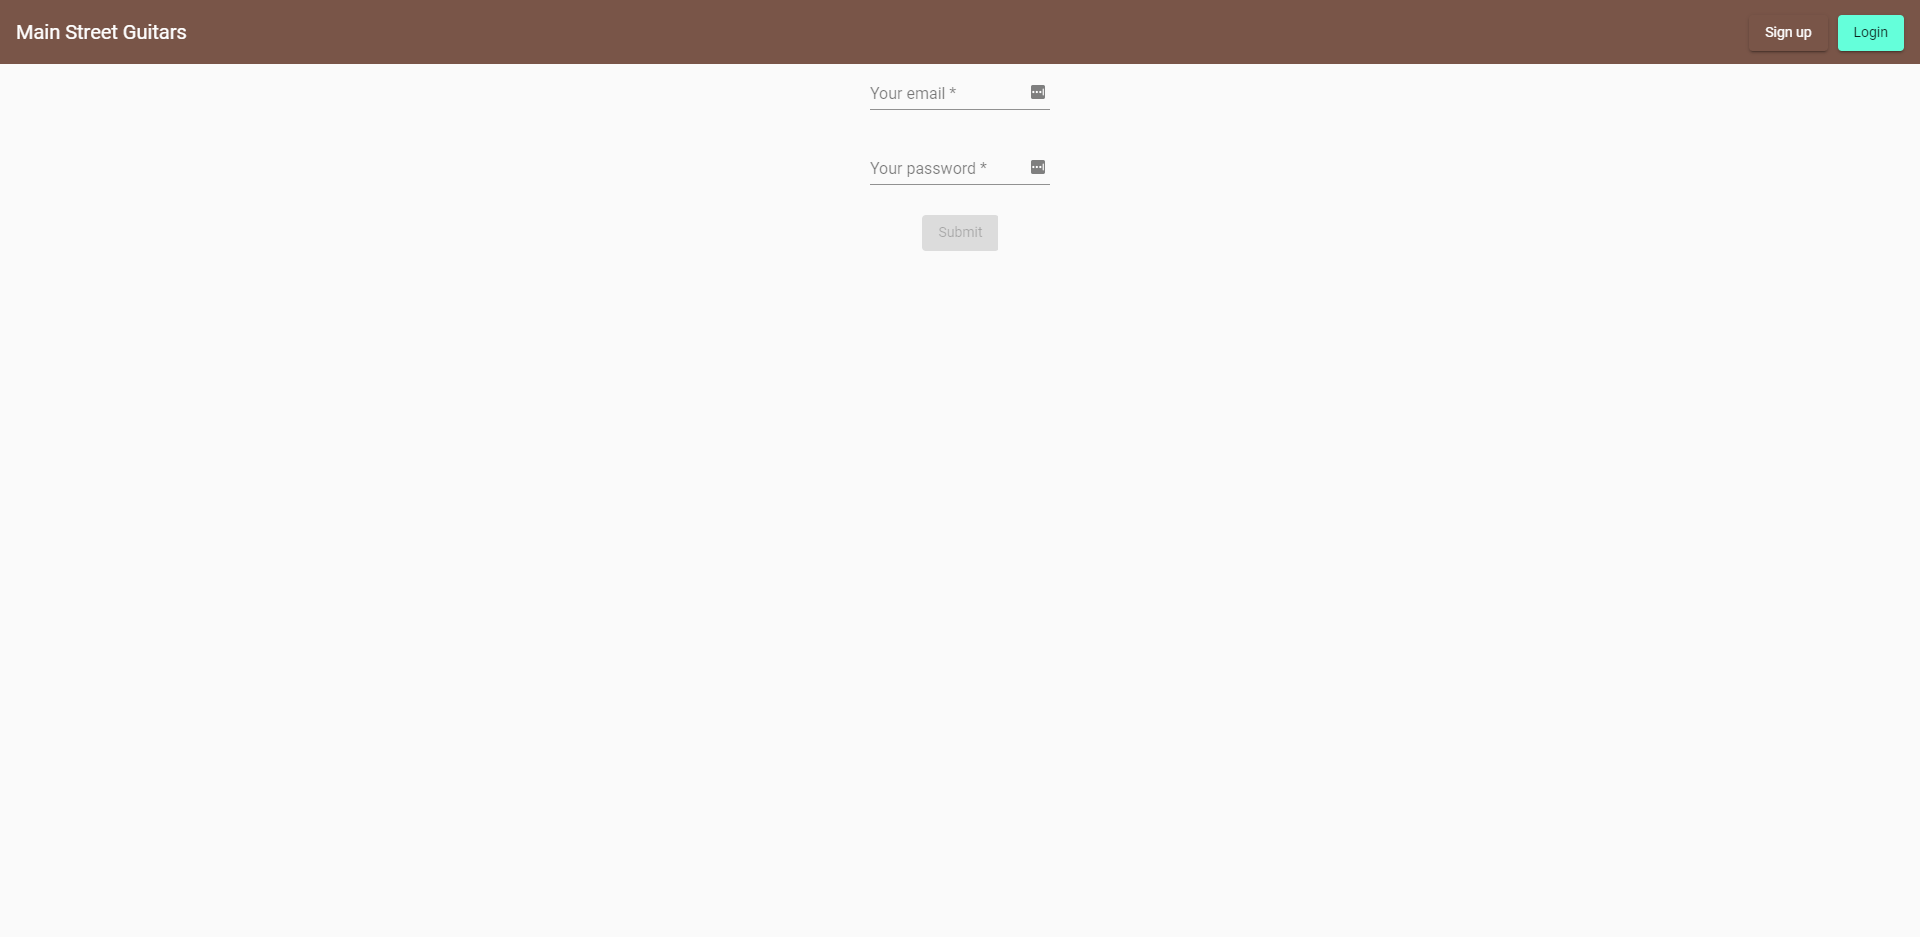 Main Street Guitars
Sign up
Login
Your email *
Your password *
Submit